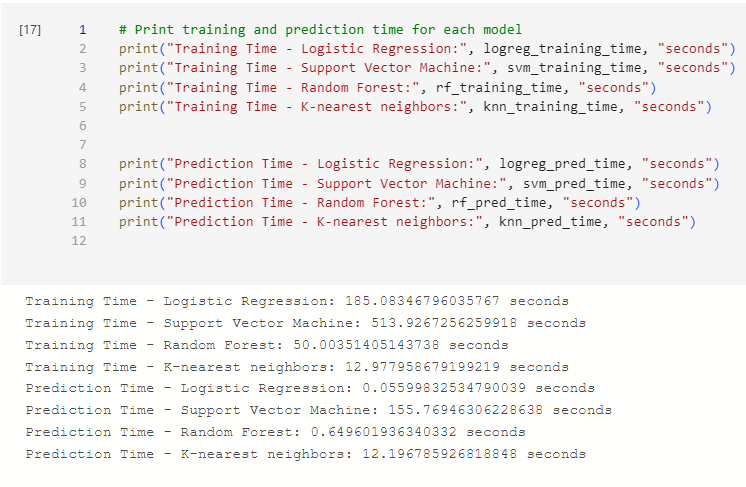 [17] 1 # Print training and prediction time for each model
2 print("Training Time - Logistic Regression:", logreg_training_time, "seconds")
3 print("Training Time - Support Vector Machine:", svm_training_time, "seconds")
4 print("Training Time - Random Forest:", rf_training_time, "seconds")
5 print("Training Time - K-nearest neighbors:", knn_training_time, "seconds")
6
7
8 print("Prediction Time - Logistic Regression:", logreg_pred_time, "seconds")
9 print("Prediction Time - Support Vector Machine:", svm_pred_time, "seconds")
10 print("Prediction Time - Random Forest:", rf_pred_time, "seconds")
11 print("Prediction Time - K-nearest neighbors:", knn_pred_time, "seconds")
12
Training Time - Logistic Regression: 185.08346796035767 seconds
Training Time - Support Vector Machine: 513.9267256259918 seconds
Training Time - Random Forest: 50.00351405143738 seconds
Training Time - K-nearest neighbors: 12.977958679199219 seconds
Prediction Time - Logistic Regression: 0.05599832534790039 seconds
Prediction Time - Support Vector Machine: 155.76946306228638 seconds
Prediction Time - Random Forest: 0.649601936340332 seconds
Prediction Time - K-nearest neighbors: 12.196785926818848 seconds